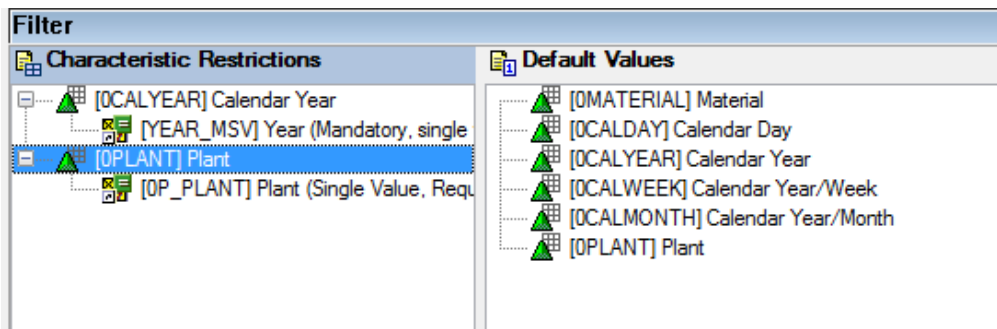 Filter
Characteristic Restrictions
[0CALYEAR] Calendar Year
[YEAR_MSV] Year (Mandatory, single
[0PLANT] Plant
[0P_PLANT] Plant (Single Value, Requ
Default Values
[0MATERIAL] Material
[0CALDAY] Calendar Day
[0CALYEAR] Calendar Year
[0CALWEEK] Calendar Year/Week
[0CALMONTH] Calendar Year/Month
[0PLANT] Plant